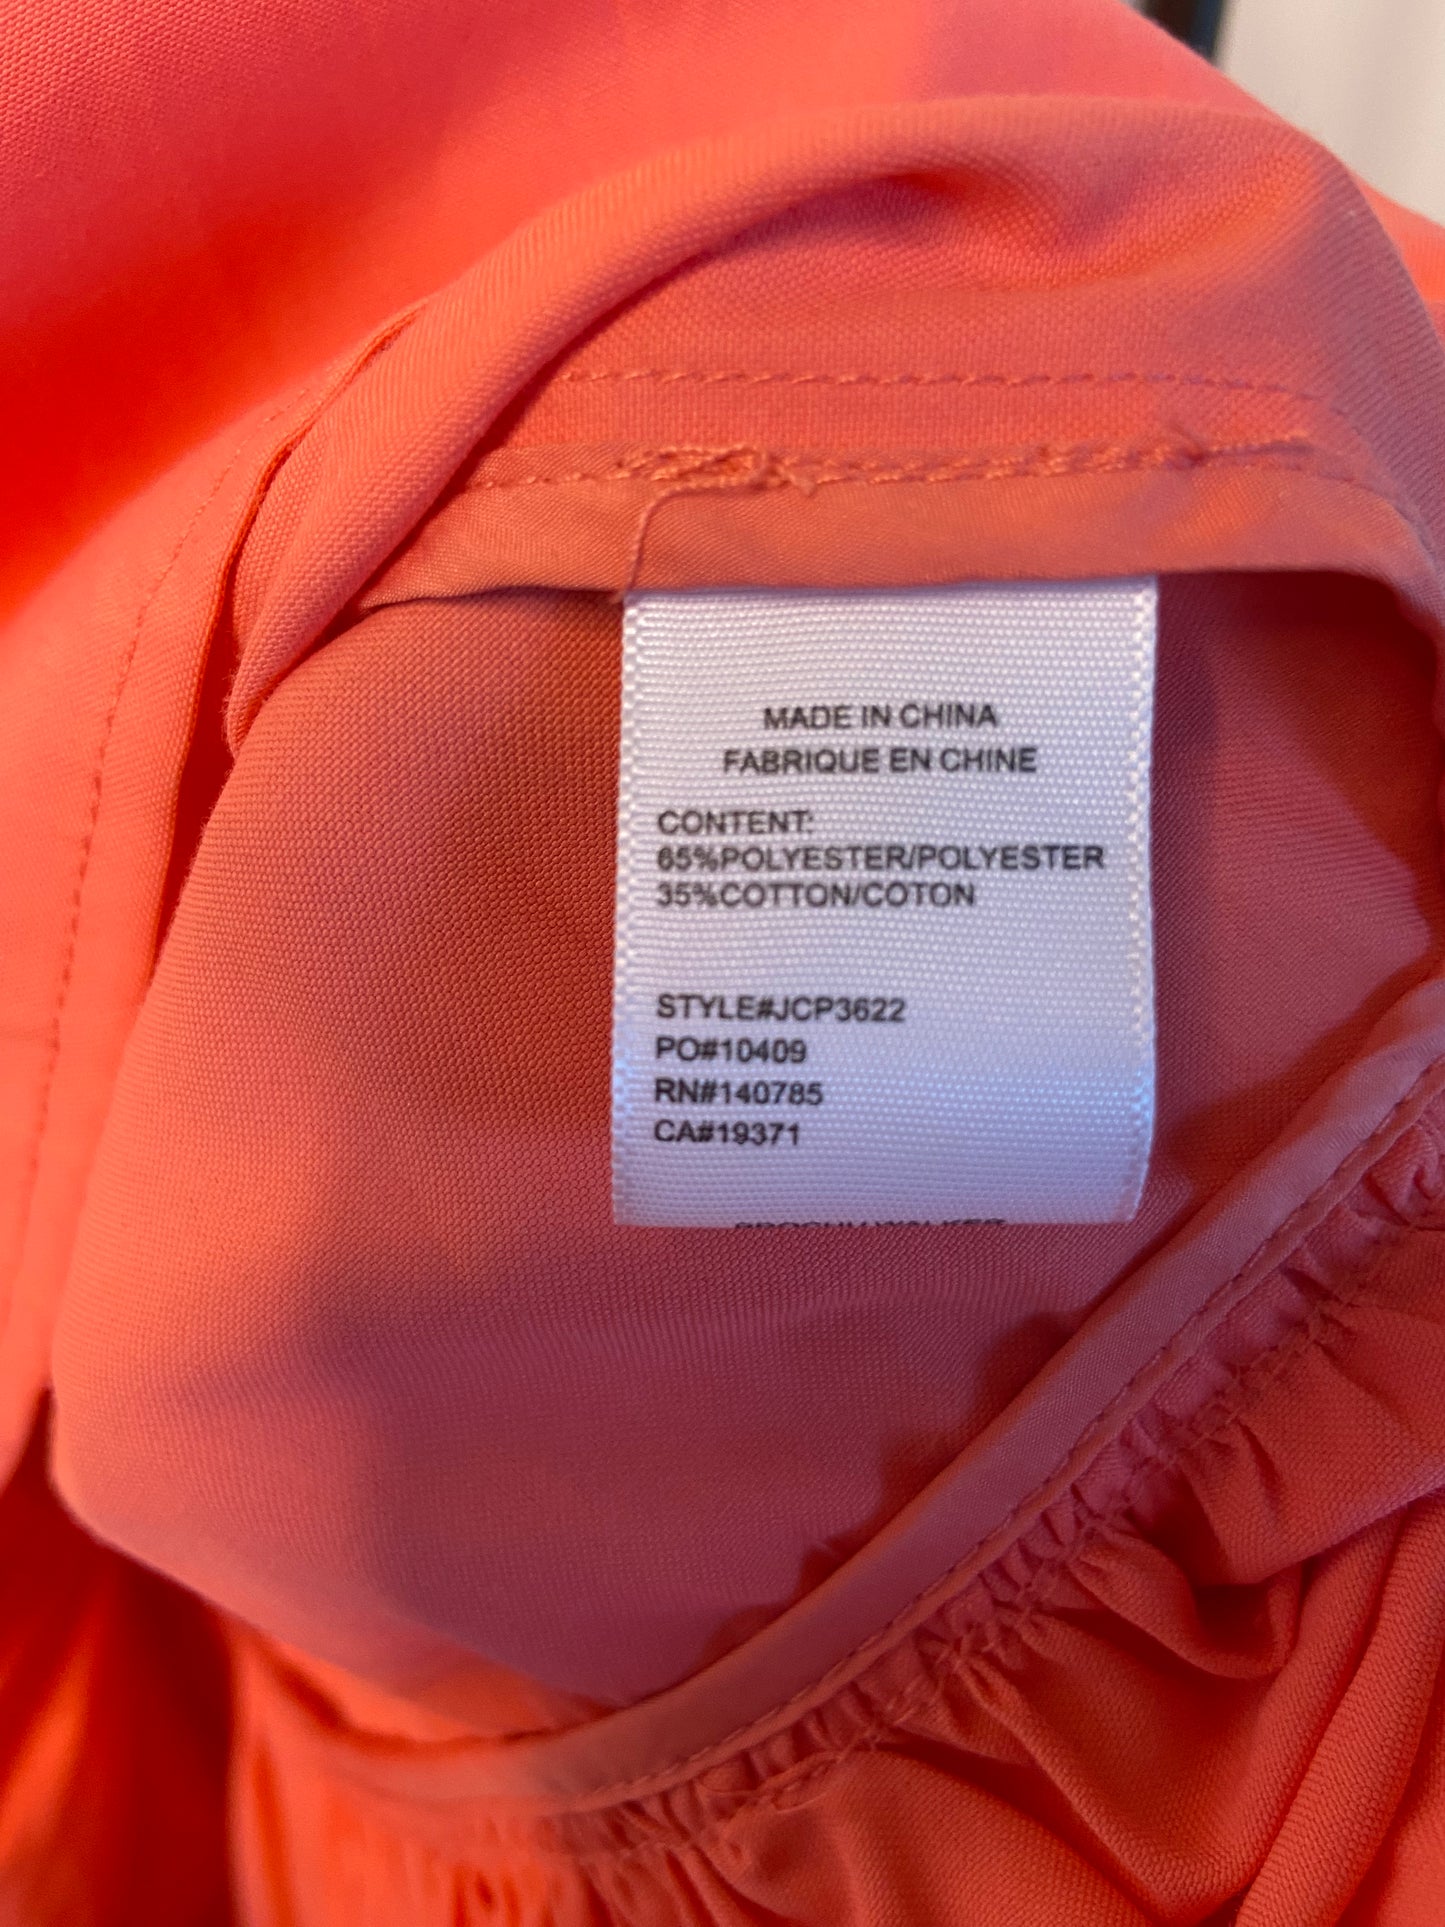 MADE IN CHINA
FABRIQUE EN CHINE
CONTENT:
65%POLYESTER/POLYESTER
35%COTTON/COTON
STYLE#JCP3622
PO#10409
RN#140785
CA#19371